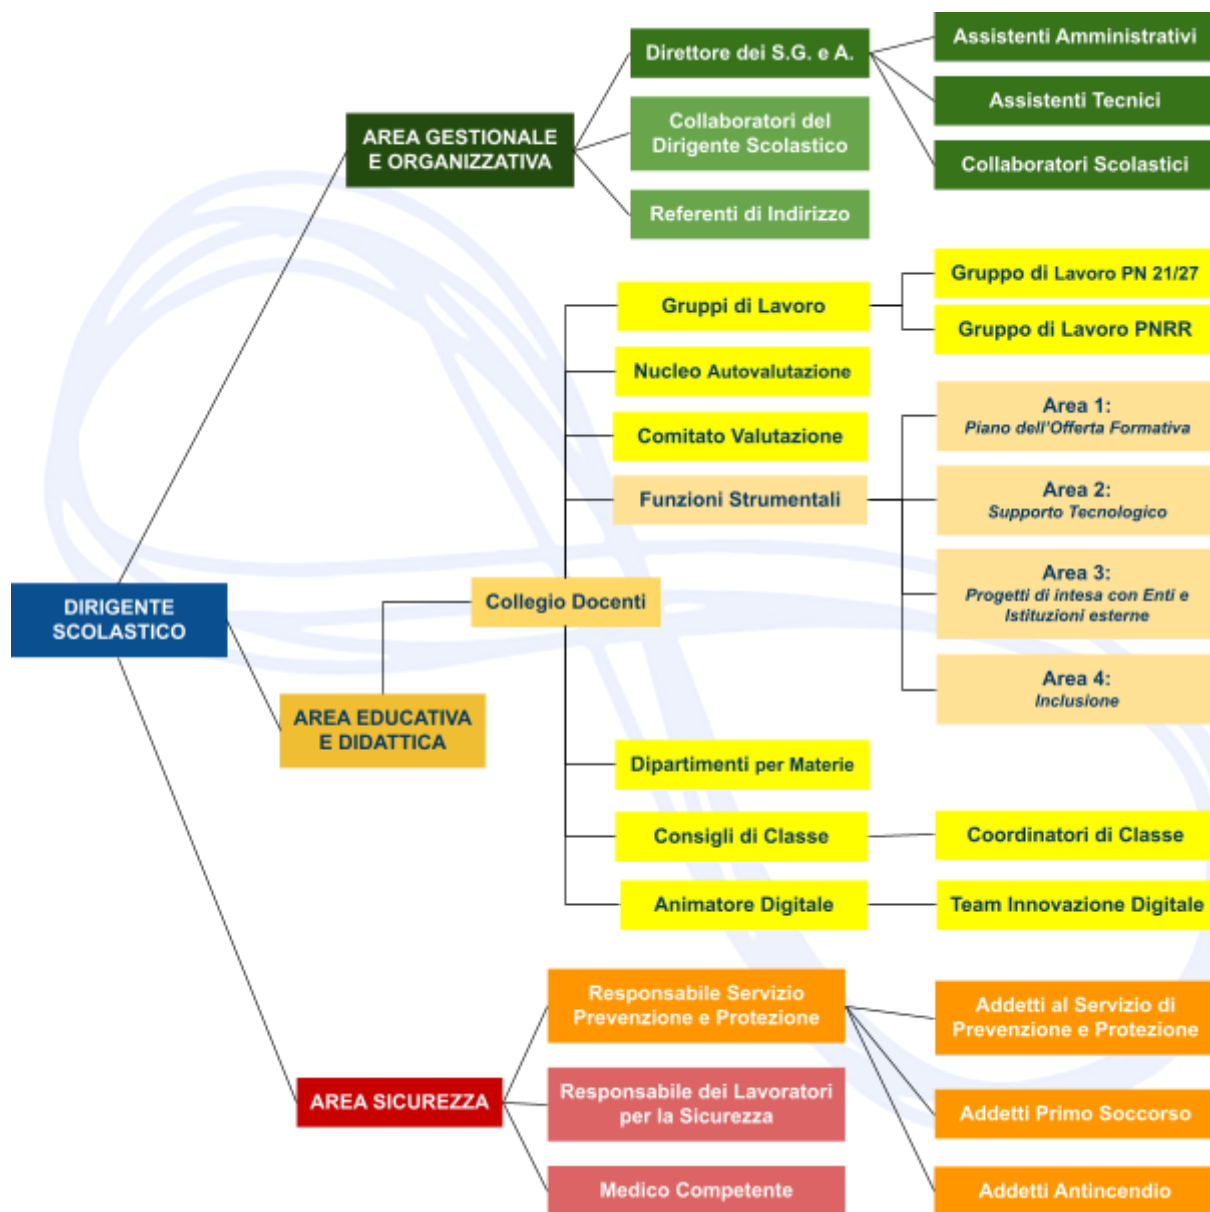 DIRIGENTE
SCOLASTICO
AREA GESTIONALE
E ORGANIZZATIVA
Direttore dei S.G. e A.
Assistenti Amministrativi
Assistenti Tecnici
Collaboratori Scolastici
Collaboratori del
Dirigente Scolastico
Referenti di Indirizzo
AREA EDUCATIVA
E DIDATTICA
Collegio Docenti
Gruppi di Lavoro
Gruppo di Lavoro PN 21/27
Gruppo di Lavoro PNRR
Nucleo Autovalutazione
Comitato Valutazione
Funzioni Strumentali
Area 1:
Piano dell'Offerta Formativa
Area 2:
Supporto Tecnologico
Area 3:
Progetti di intesa con Enti e
Istituzioni esterne
Area 4:
Inclusione
Dipartimenti per Materie
Consigli di Classe
Coordinatori di Classe
Animatore Digitale
Team Innovazione Digitale
AREA SICUREZZA
Responsabile Servizio
Prevenzione e Protezione
Addetti al Servizio di
Prevenzione e Protezione
Addetti Primo Soccorso
Addetti Antincendio
Responsabile dei Lavoratori
per la Sicurezza
Medico Competente